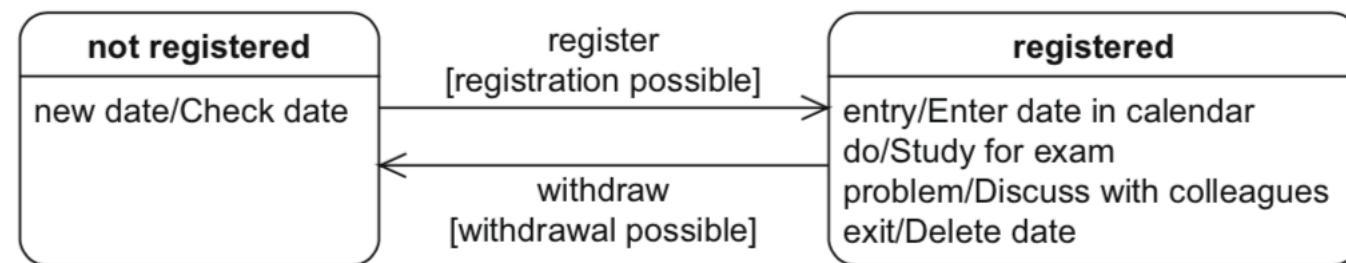 not registered
new date/Check date
register
[registration possible]
withdraw
[withdrawal possible]
registered
entry/Enter date in calendar
do/Study for exam
problem/Discuss with colleagues
exit/Delete date